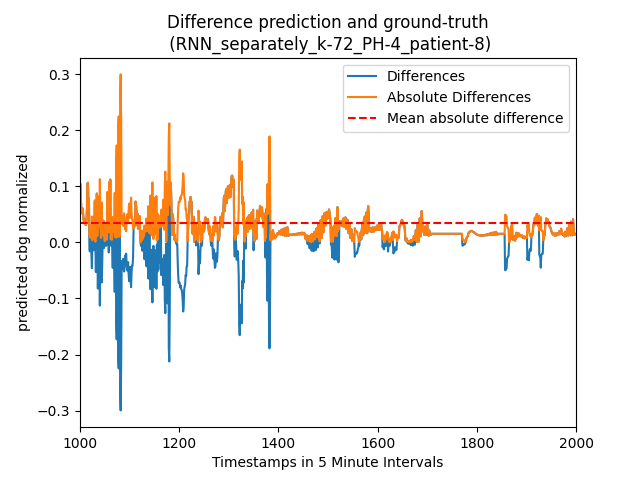 Difference prediction and ground-truth
(RNN_separately_k-72_PH-4_patient-8)
Differences
Absolute Differences
Mean absolute difference
predicted cbg normalized
0.3
0.2
0.1
0.0
−0.1
−0.2
−0.3
1000 1200 1400 1600 1800 2000
Timestamps in 5 Minute Intervals